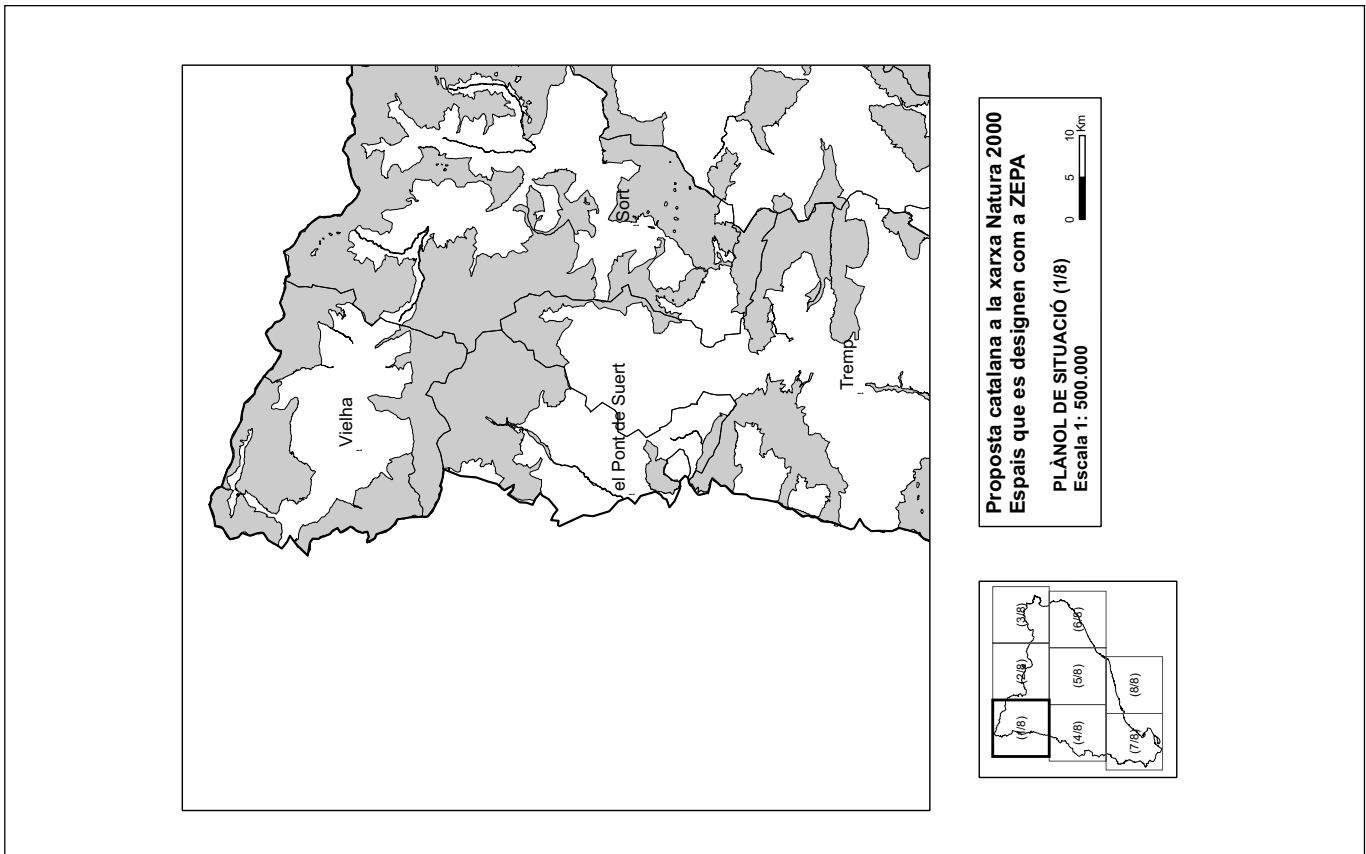 Vielha
el Pont de Suert
Sort
Tremp
Proposta catalana a la xarxa Natura 2000
Espais que es designen com a ZEPA
PLÀNOL DE SITUACIÓ (1/8)
Escala 1: 500.000
0 5 10
Km
(1/8) (2/8) (3/8)
(4/8) (5/8) (6/8)
(7/8) (8/8)